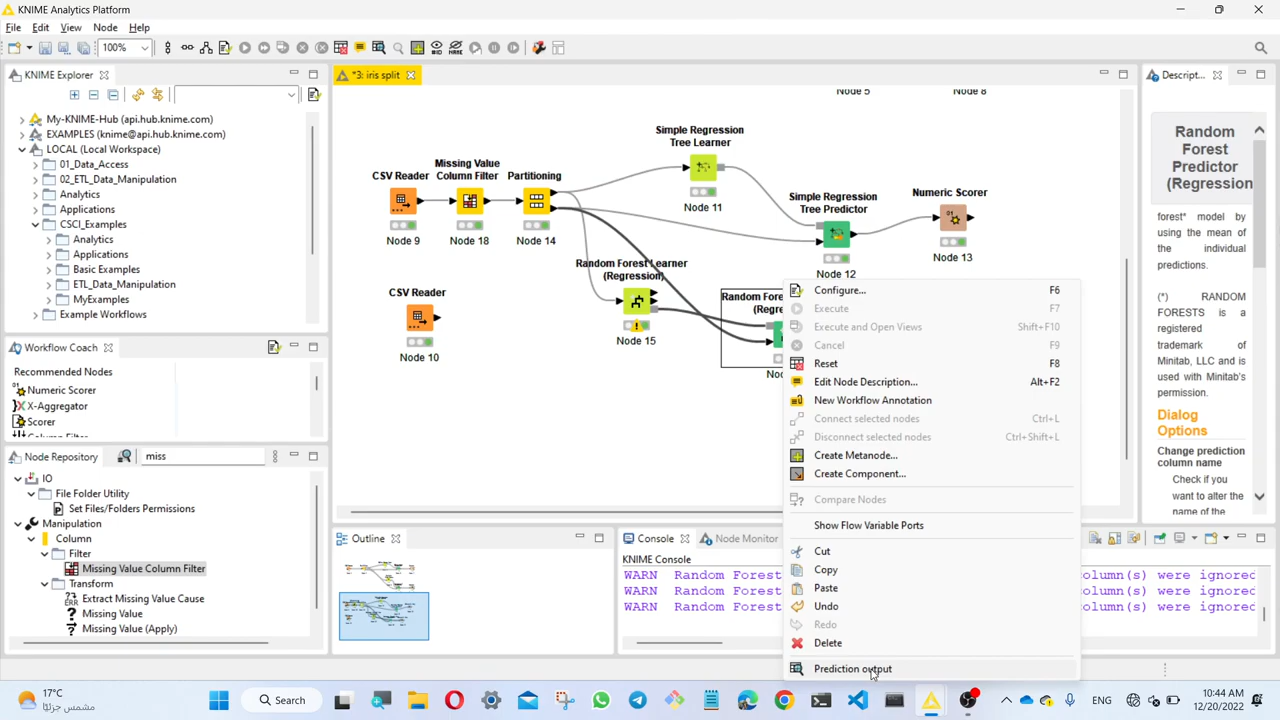 KNIME Analytics Platform
File Edit View Node Help
100%
KNIME Explorer
My-KNIME-Hub (api.hub.knime.com)
EXAMPLES (knime@api.hub.knime.com)
LOCAL (Local Workspace)
01_Data_Access
02_ETL_Data_Manipulation
Analytics
Applications
CSCI_Examples
Analytics
Applications
Basic Examples
ETL_Data_Manipulation
MyExamples
Example Workflows
Workflow Coach
Recommended Nodes
Numeric Scorer
X-Aggregator
Scorer
Column Filter
Node Repository
miss
IO
File Folder Utility
Set Files/Folders Permissions
Manipulation
Column
Filter
Missing Value Column Filter
Transform
Extract Missing Value Cause
Missing Value
Missing Value (Apply)
*3: iris split
Node 5
Node 8
Simple Regression
Tree Learner
Node 11
CSV Reader
Node 9
Missing Value
Column Filter
Node 18
Partitioning
Node 14
Simple Regression
Tree Predictor
Node 12
Numeric Scorer
Node 13
Random Forest Learner
(Regression)
Node 15
CSV Reader
Node 10
Random Fores
(Regre
No
Configure... F6
Execute F7
Execute and Open Views Shift+F10
Cancel F9
Reset F8
Edit Node Description... Alt+F2
New Workflow Annotation
Connect selected nodes Ctrl+L
Disconnect selected nodes Ctrl+Shift+L
Create Metanode...
Create Component...
Compare Nodes
Show Flow Variable Ports
Cut
Copy
Paste
Undo
Redo
Delete
Prediction output
Outline
Console
Node Monitor
KNIME Console
WARN Random Forest column(s) were ignored
WARN Random Forest column(s) were ignored
WARN Random Forest column(s) were ignored
Descript...
Random
Forest
Predictor
(Regression)
forest* model by
using the mean of
the individual
predictions.
(*) RANDOM
FORESTS is a
registered
trademark of
Minitab, LLC and is
used with Minitab's
permission.
Dialog
Options
Change prediction
column name
Check if you
want to alter the
name of the
17°C
مشمس جزئيًا
Search
ENG
10:44 AM
12/20/2022